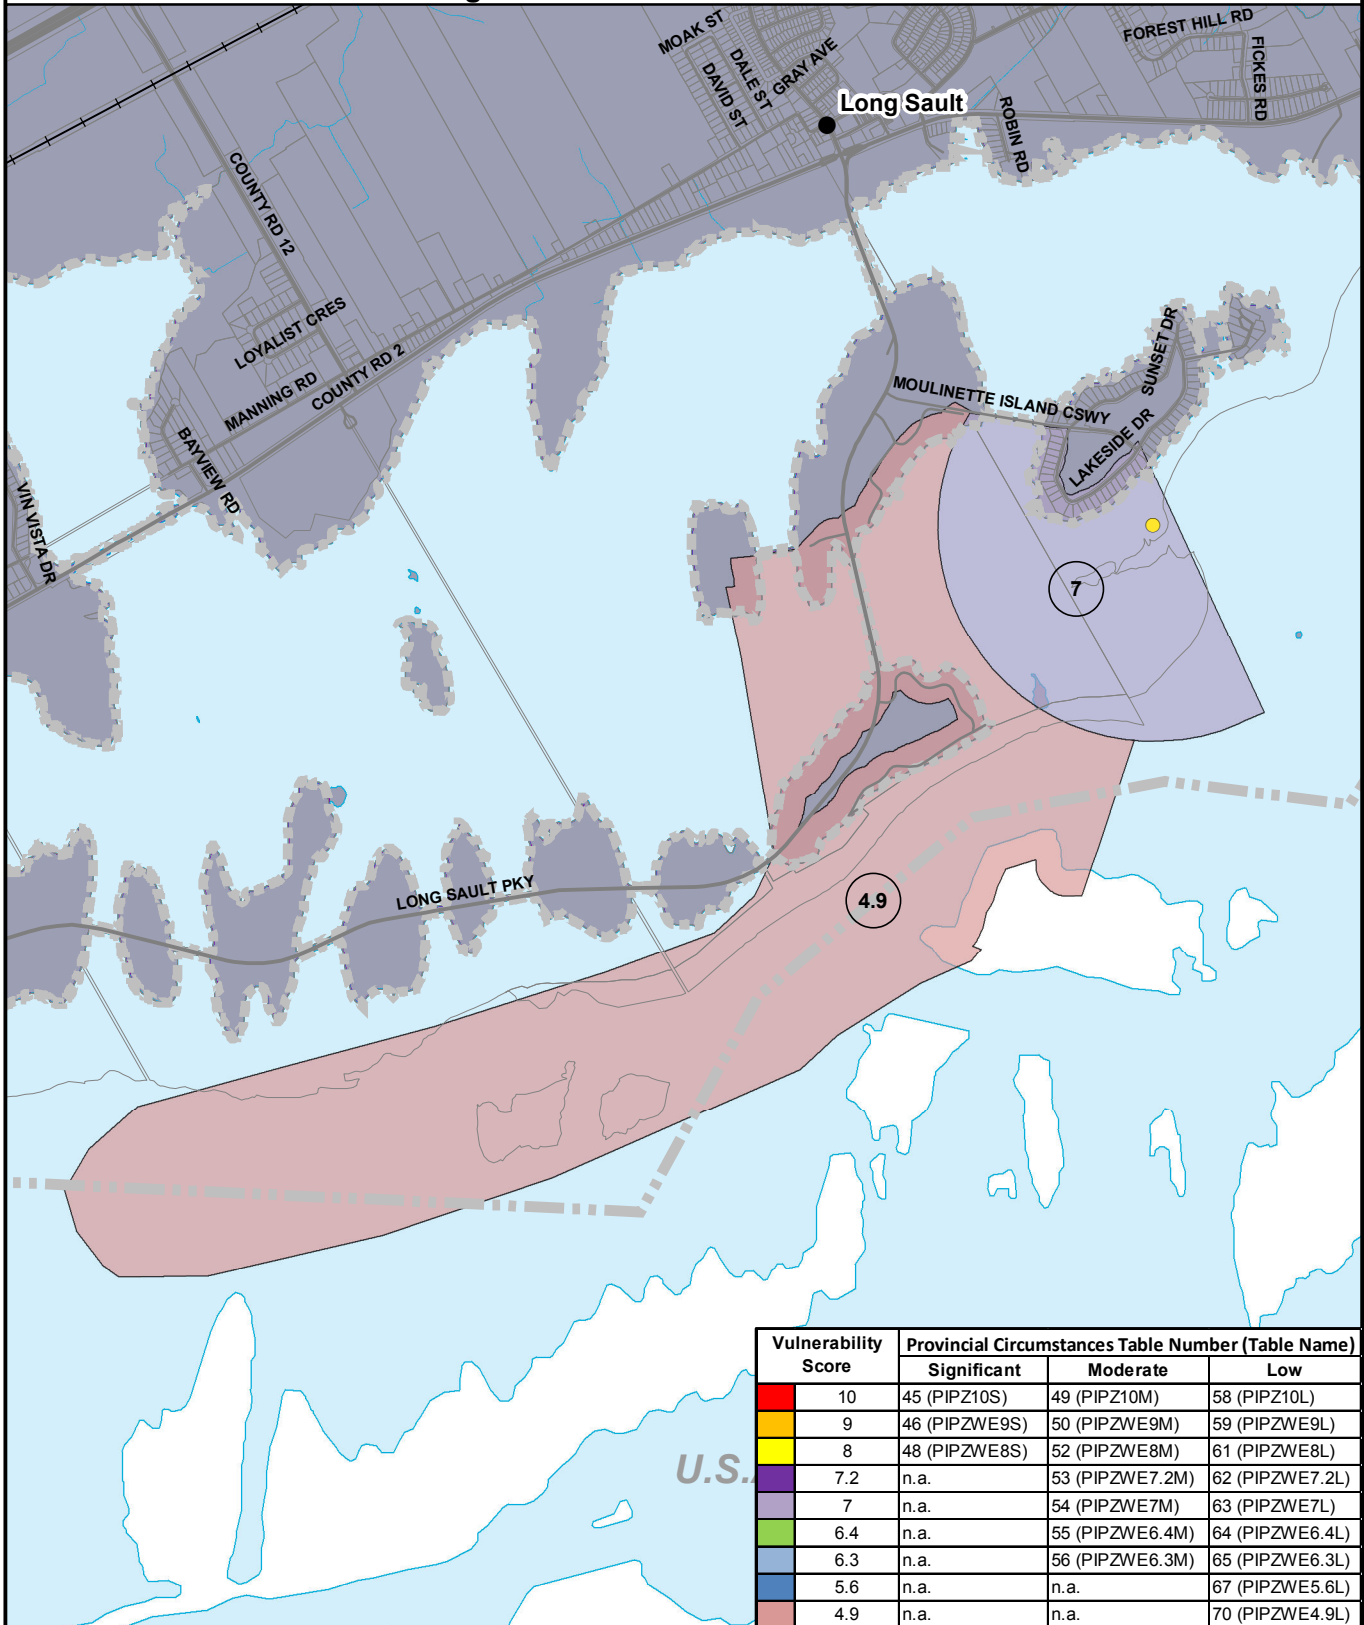 MOAK ST
DALE ST
DAVID ST
GRAY AVE
FOREST HILL RD
FICKES RD
Long Sault
ROBIN RD
COUNTY RD 12
LOYALIST CRES
MANNING RD
COUNTY RD 2
BAYVIEW RD
VIN VISTA DR
MOULINETTE ISLAND CSWY
SUNSET DR
LAKESIDE DR
7
LONG SAULT PKY
4.9
U.S.
Vulnerability Score Provincial Circumstances Table Number (Table Name)
Significant Moderate Low
10 45 (PIPZ10S) 49 (PIPZ10M) 58 (PIPZ10L)
9 46 (PIPZWE9S) 50 (PIPZWE9M) 59 (PIPZWE9L)
8 48 (PIPZWE8S) 52 (PIPZWE8M) 61 (PIPZWE8L)
7.2 n.a. 53 (PIPZWE7.2M) 62 (PIPZWE7.2L)
7 n.a. 54 (PIPZWE7M) 63 (PIPZWE7L)
6.4 n.a. 55 (PIPZWE6.4M) 64 (PIPZWE6.4L)
6.3 n.a. 56 (PIPZWE6.3M) 65 (PIPZWE6.3L)
5.6 n.a. n.a. 67 (PIPZWE5.6L)
4.9 n.a. n.a. 70 (PIPZWE4.9L)